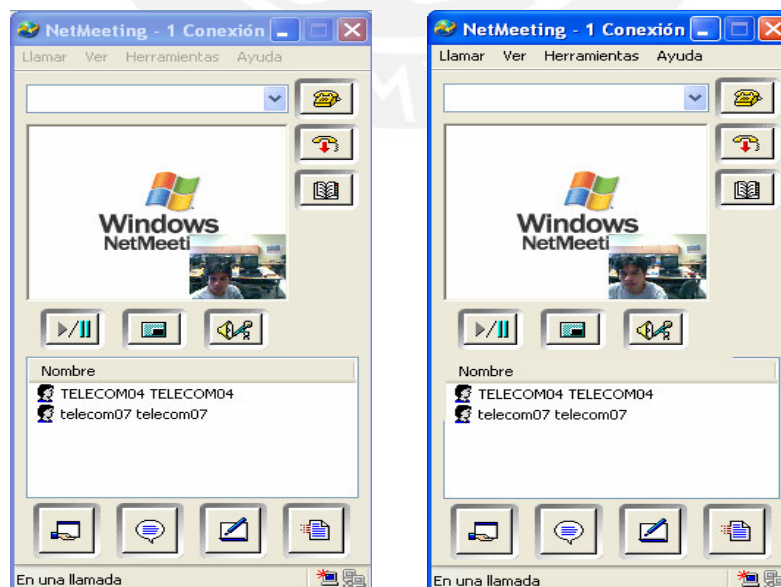 NetMeeting - 1 Conexión
Llamar Ver Herramientas Ayuda
Windows
NetMeeti
Nombre
TELECOM04 TELECOM04
telecom07 telecom07
En una llamada
NetMeeting - 1 Conexión
Llamar Ver Herramientas Ayuda
Windows
NetMeeti
Nombre
TELECOM04 TELECOM04
telecom07 telecom07
En una llamada